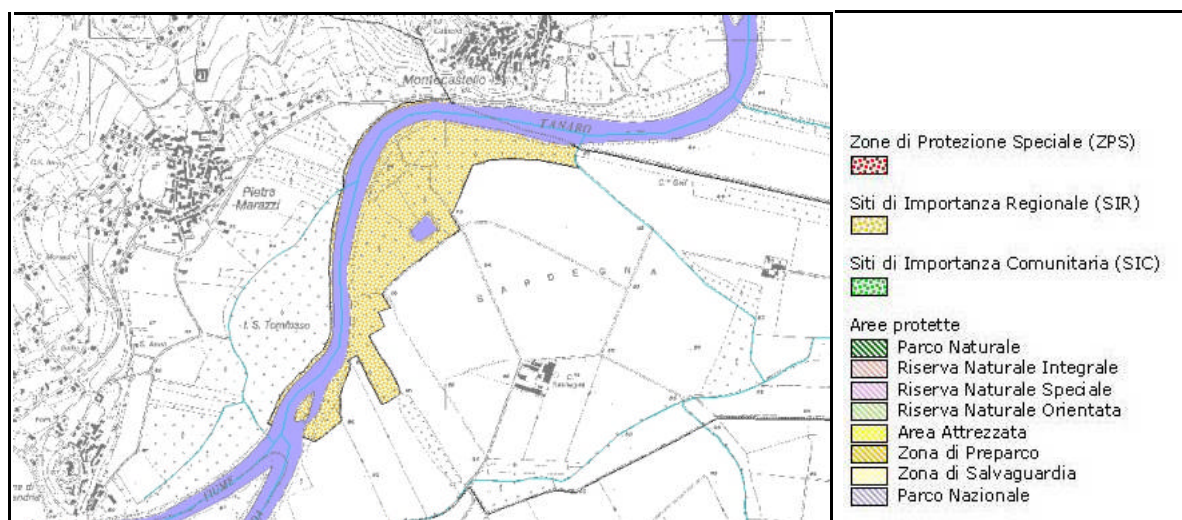 Montecastello
TANARO
Pietra
Marazzi
SARDEGNA
I. S. Tommaso
FIUME
Zone di Protezione Speciale (ZPS)
Siti di Importanza Regionale (SIR)
Siti di Importanza Comunitaria (SIC)
Aree protette
Parco Naturale
Riserva Naturale Integrale
Riserva Naturale Speciale
Riserva Naturale Orientata
Area Attrezzata
Zona di Preparco
Zona di Salvaguardia
Parco Nazionale